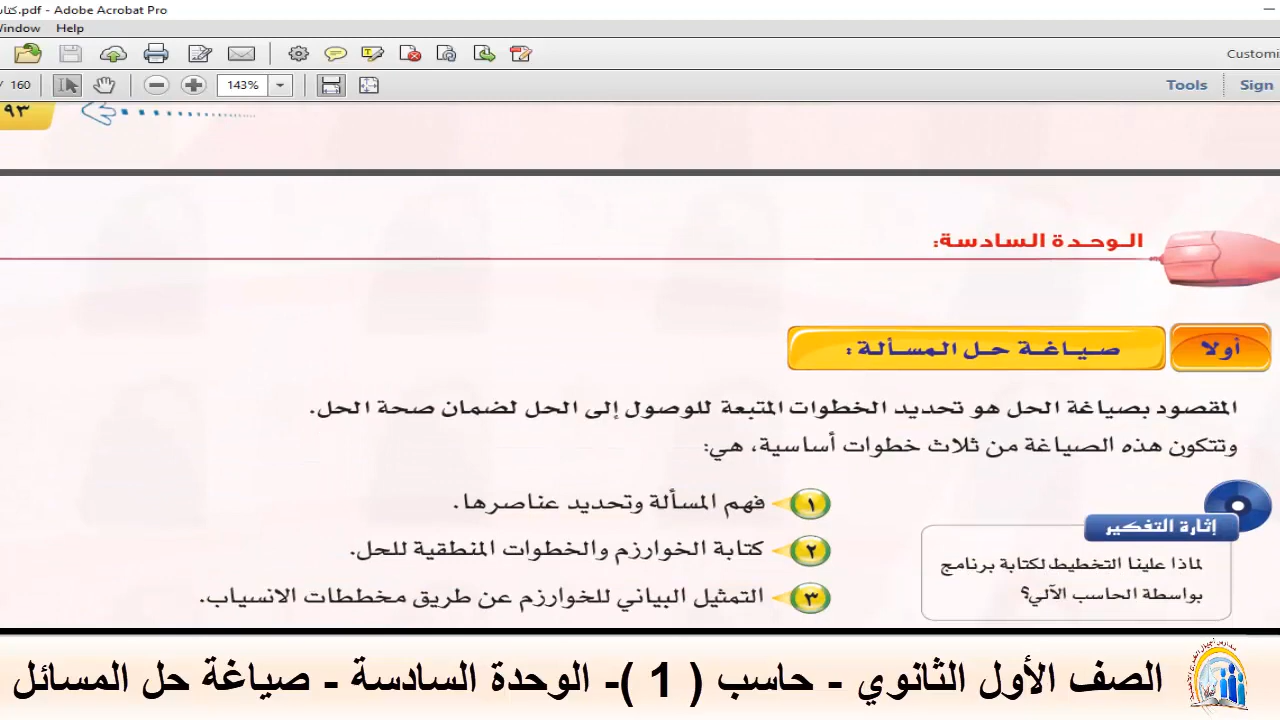 .pdf - Adobe Acrobat Pro
Window Help
Customi
/ 160
143%
Tools Sign
٩٣
الوحدة السادسة:
أولا صياغة حل المسألة :
المقصود بصياغة الحل هو تحديد الخطوات المتبعة للوصول إلى الحل لضمان صحة الحل.
وتتكون هذه الصياغة من ثلاث خطوات أساسية، هي:
١ فهم المسألة وتحديد عناصرها.
٢ كتابة الخوارزم والخطوات المنطقية للحل.
٣ التمثيل البياني للخوارزم عن طريق مخططات الانسياب.
إثارة التفكير
لماذا علينا التخطيط لكتابة برنامج
بواسطة الحاسب الآلي؟
الصف الأول الثانوي - حاسب ( 1 )- الوحدة السادسة - صياغة حل المسائل